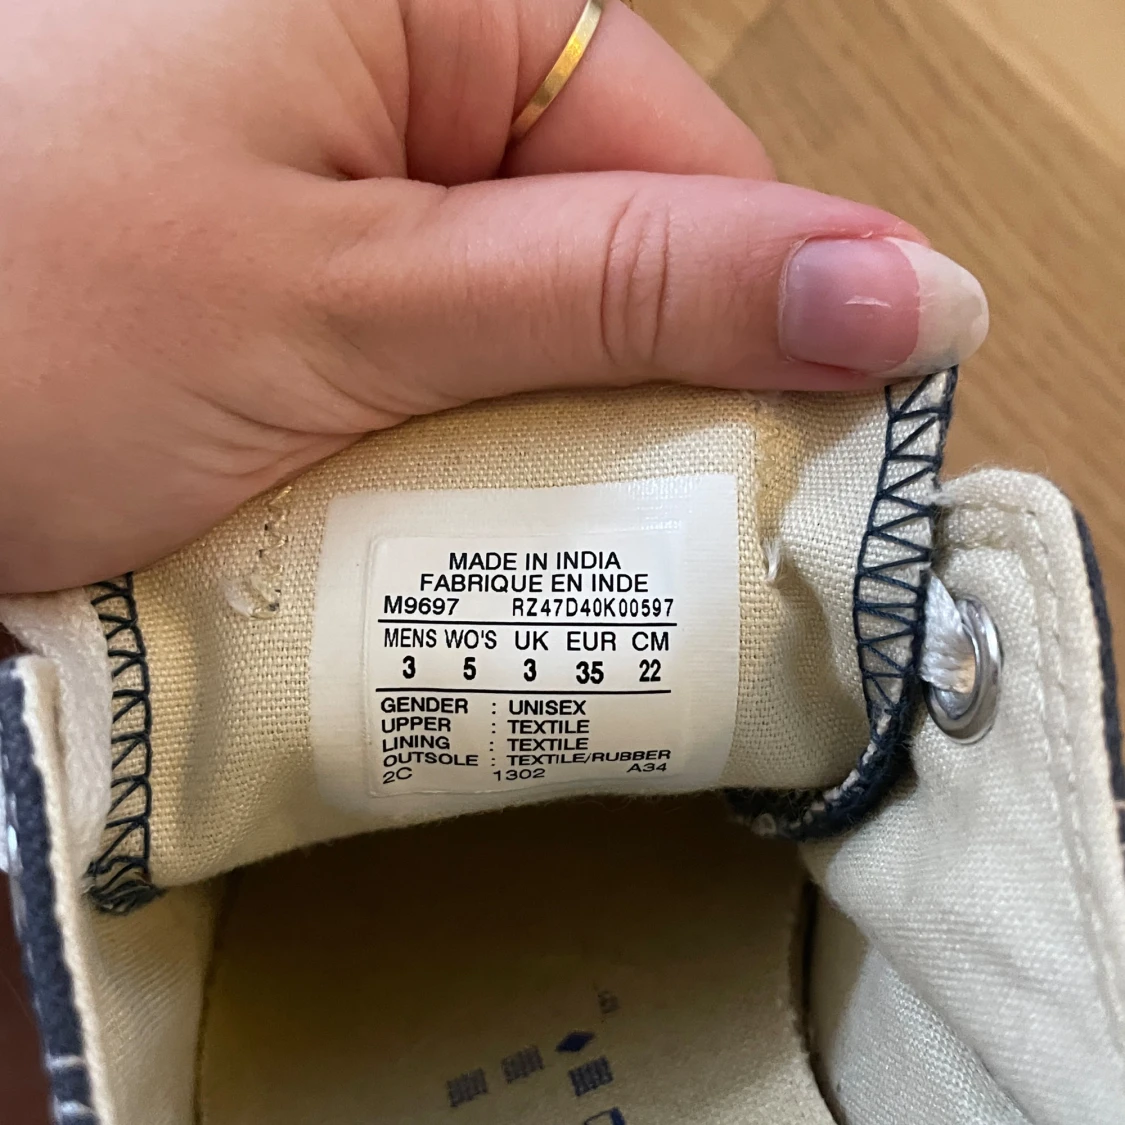 MADE IN INDIA
FABRIQUE EN INDE
M9697 RZ47D40K00597
MENS WO'S UK EUR CM
3 5 3 35 22
GENDER : UNISEX
UPPER : TEXTILE
LINING : TEXTILE
OUTSOLE : TEXTILE/RUBBER
2C 1302 A34